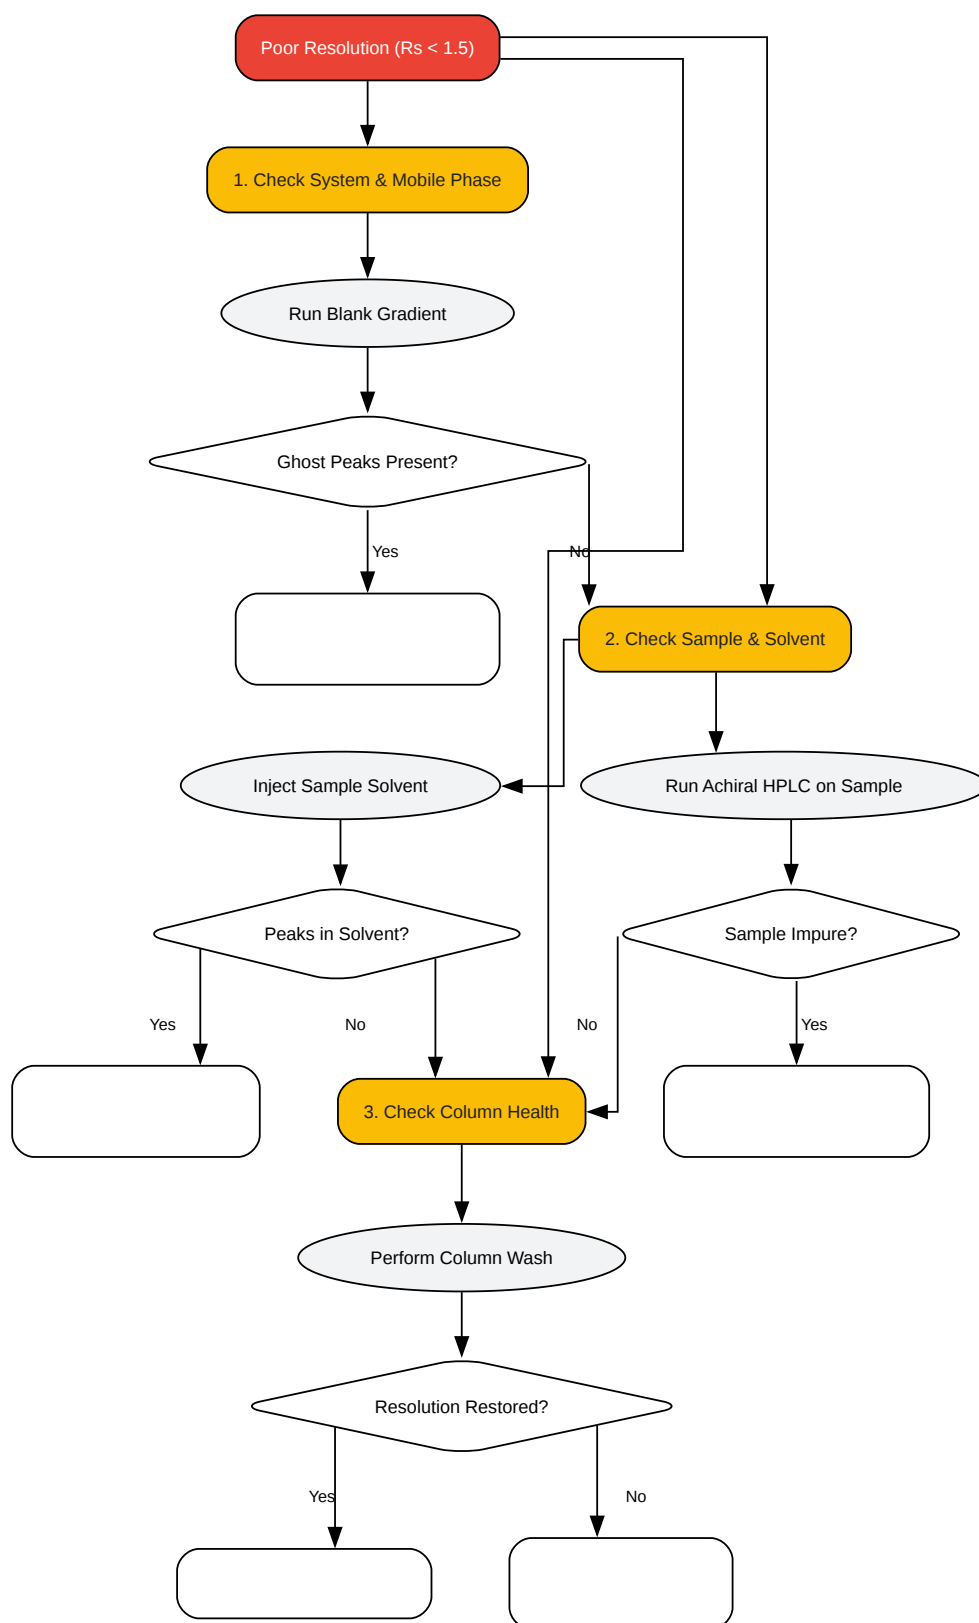 Poor Resolution (Rs < 1.5)
1. Check System & Mobile Phase
Run Blank Gradient
Ghost Peaks Present?
Yes
No
2. Check Sample & Solvent
Inject Sample Solvent
Run Achiral HPLC on Sample
Peaks in Solvent?
Sample Impure?
Yes
No
No
Yes
3. Check Column Health
Perform Column Wash
Resolution Restored?
Yes
No